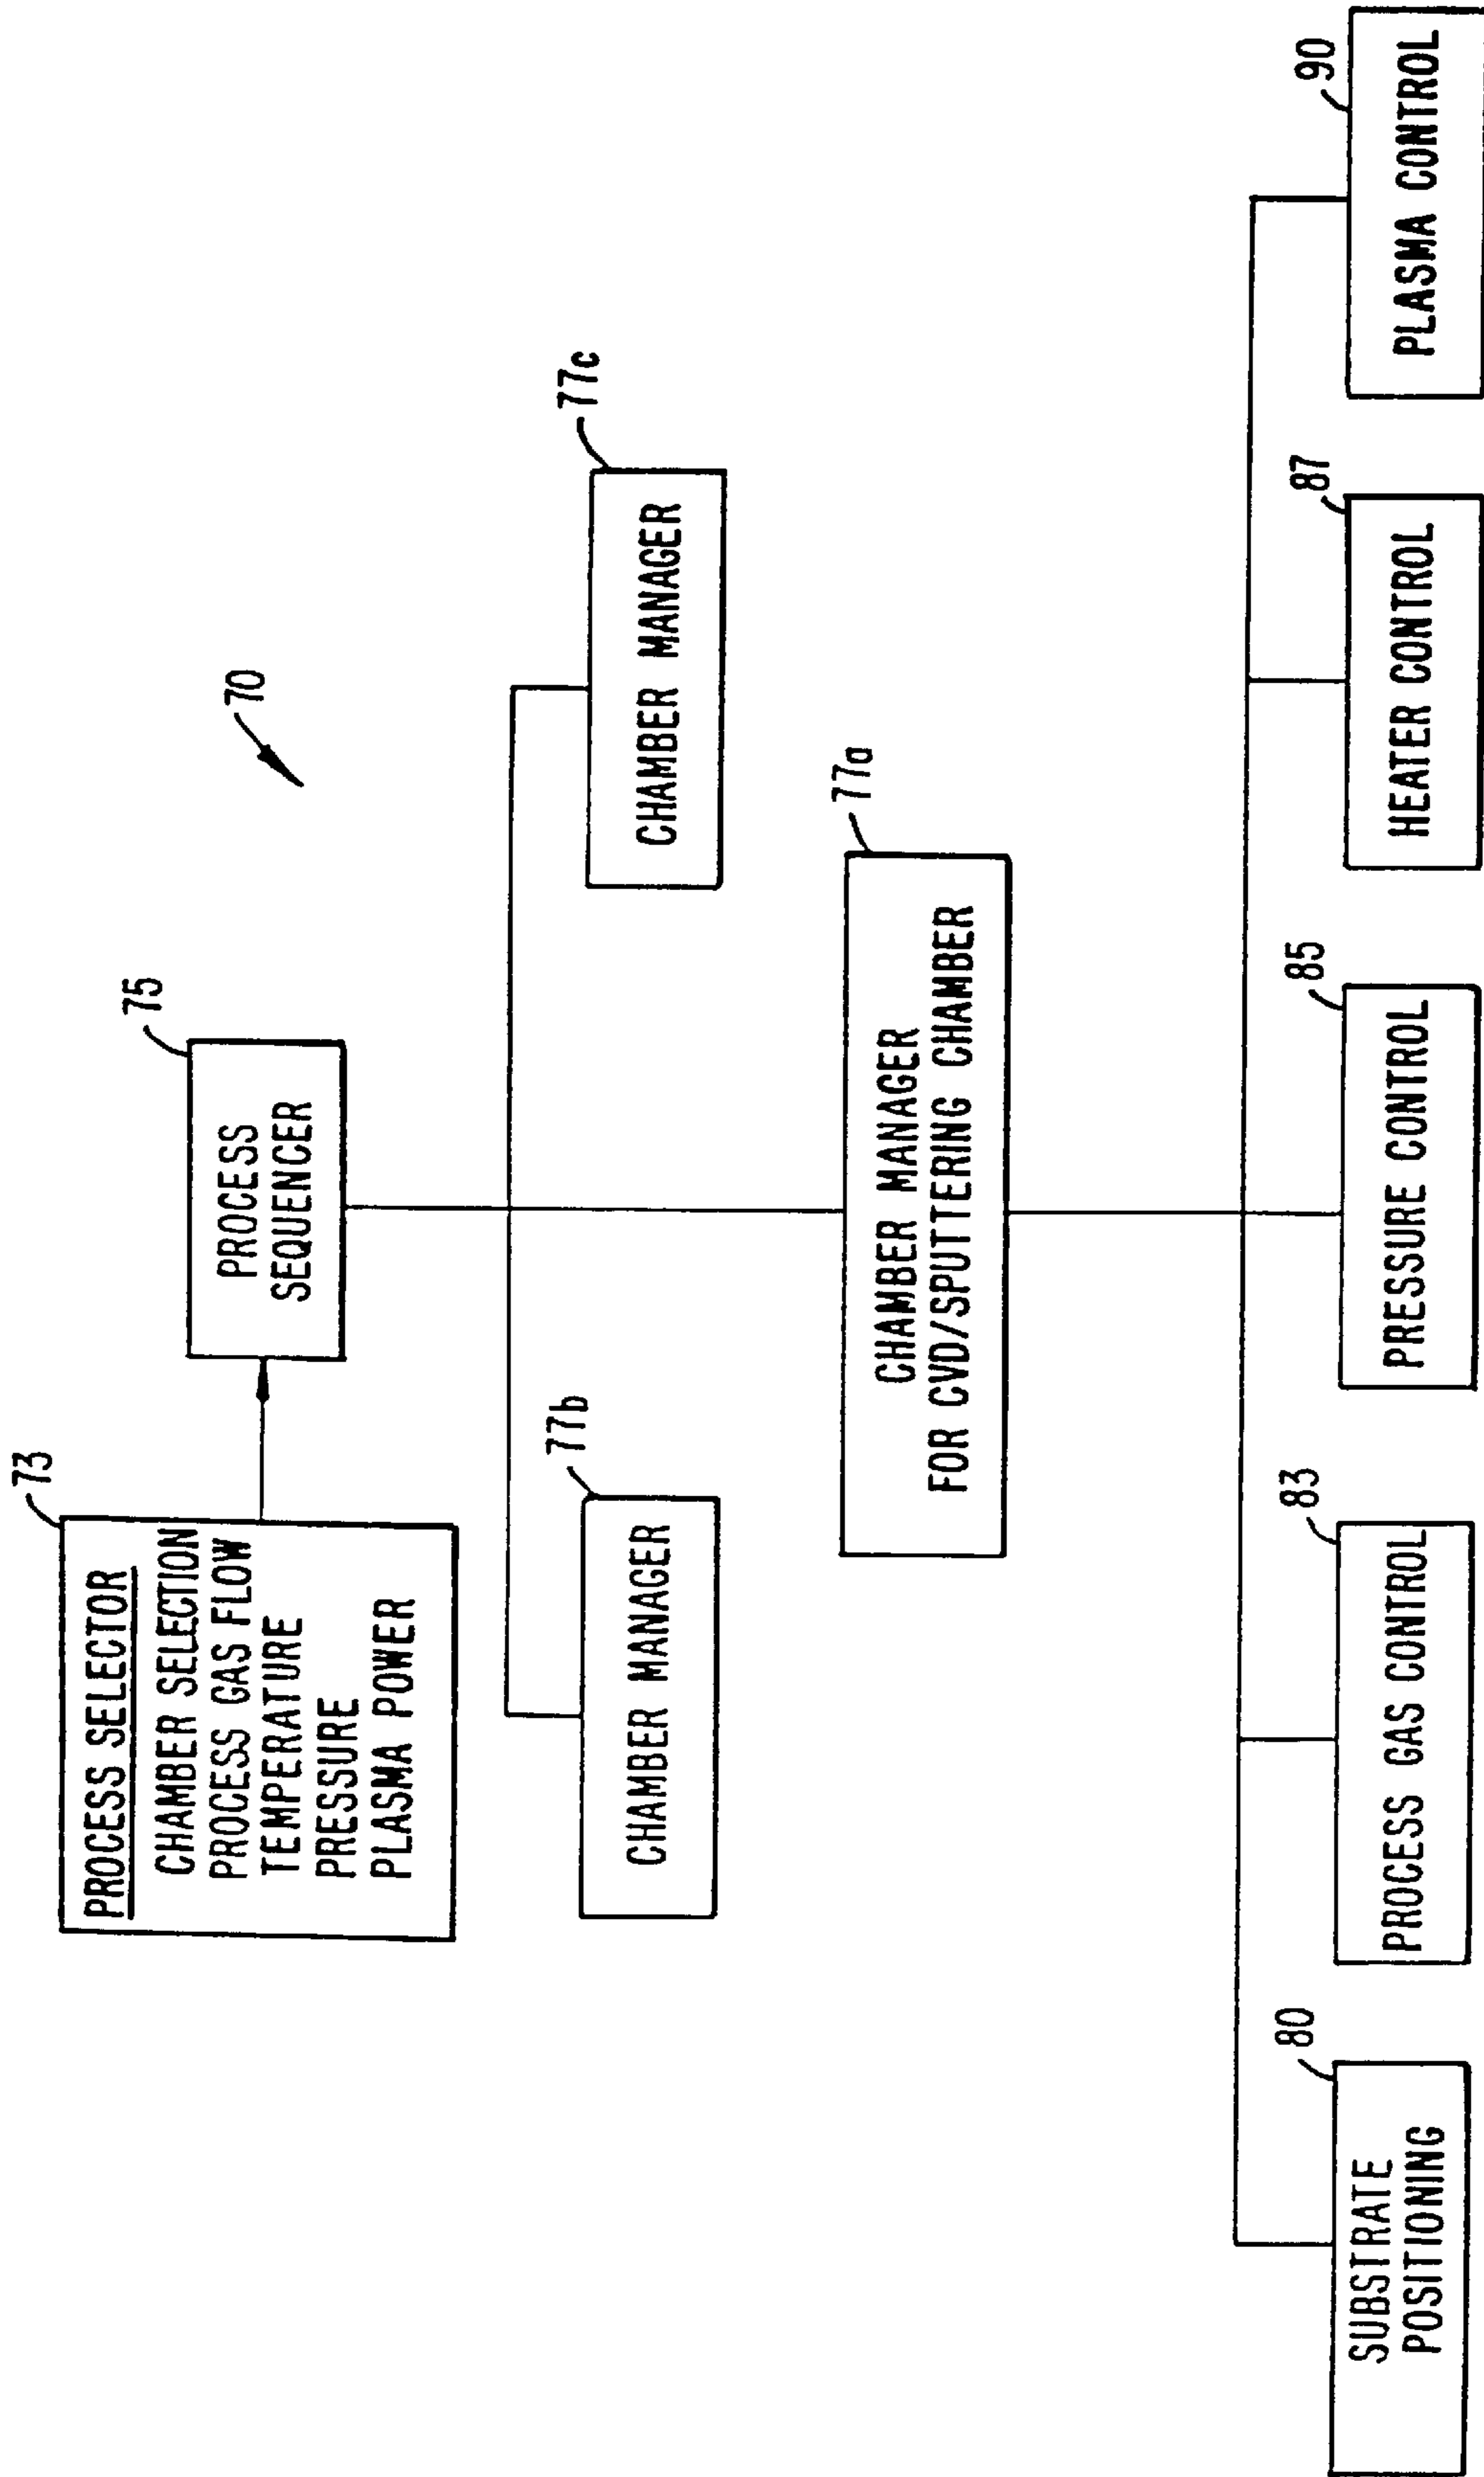 70
73
PROCESS SELECTOR
CHAMBER SELECTION
PROCESS GAS FLOW
TEMPERATURE
PRESSURE
PLASMA POWER
75
PROCESS
SEQUENCER
77b
CHAMBER MANAGER
77c
CHAMBER MANAGER
77a
CHAMBER MANAGER
FOR CVD/SPUTTERING CHAMBER
80
SUBSTRATE
POSITIONING
83
PROCESS GAS CONTROL
85
PRESSURE CONTROL
87
HEATER CONTROL
90
PLASMA CONTROL